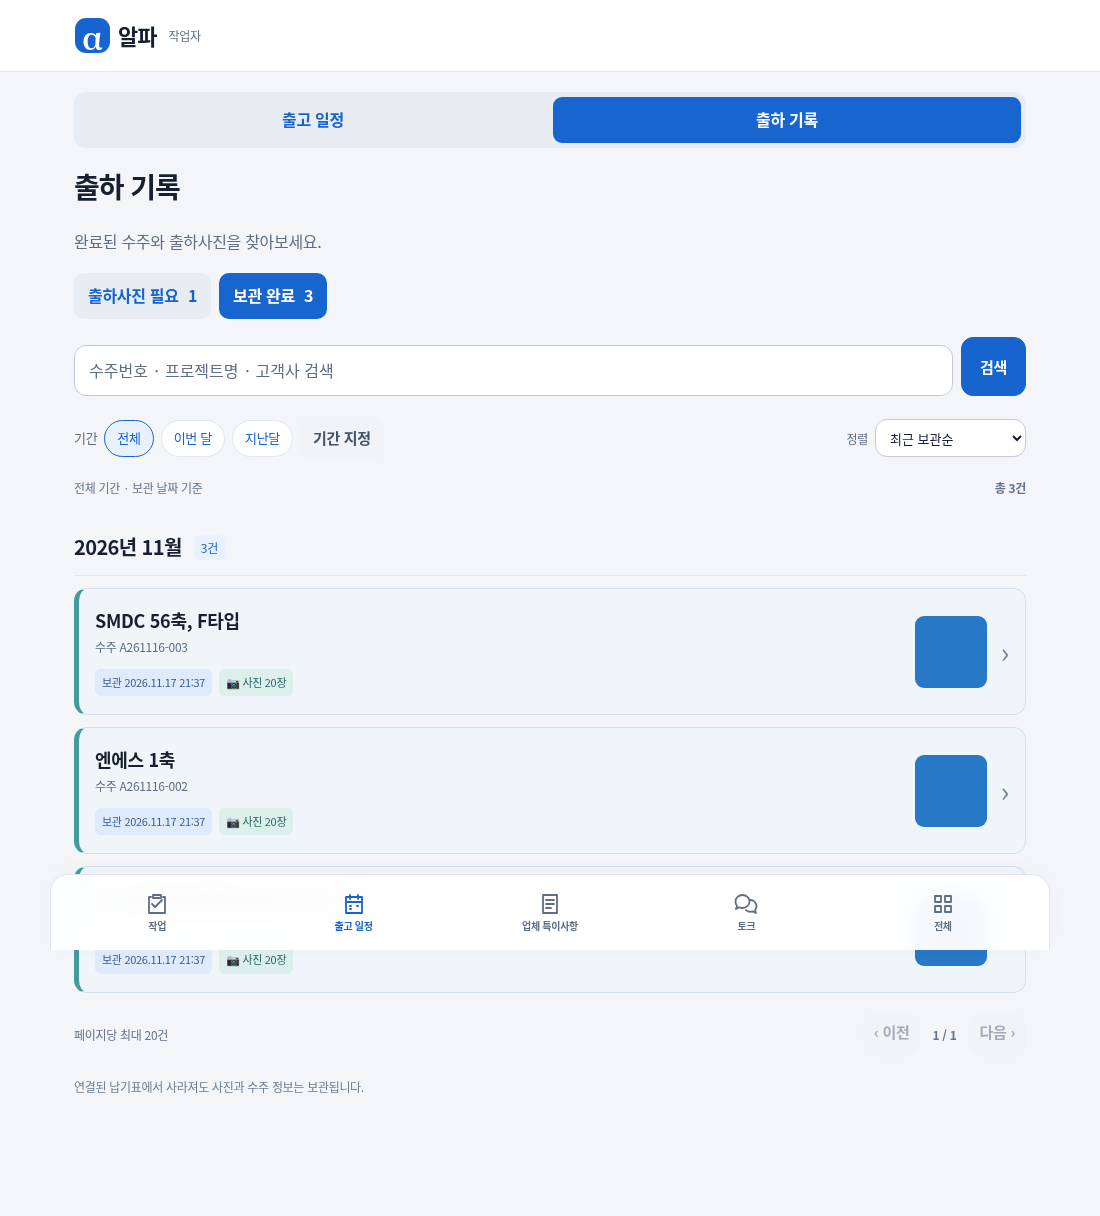 α 알파 작업자
출고 일정 출하 기록
출하 기록
완료된 수주와 출하사진을 찾아보세요.
출하사진 필요 1 보관 완료 3
수주번호 · 프로젝트명 · 고객사 검색 검색
기간 전체 이번 달 지난달 기간 지정 정렬 최근 보관순
전체 기간 · 보관 날짜 기준 총 3건
2026년 11월 3건
SMDC 56축, F타입
수주 A261116-003
보관 2026.11.17 21:37 📷 사진 20장
›
엔에스 1축
수주 A261116-002
보관 2026.11.17 21:37 📷 사진 20장
›
작업 출고 일정 업체 특이사항 토크 전체
보관 2026.11.17 21:37 📷 사진 20장
페이지당 최대 20건 ‹ 이전 1 / 1 다음 ›
연결된 납기표에서 사라져도 사진과 수주 정보는 보관됩니다.